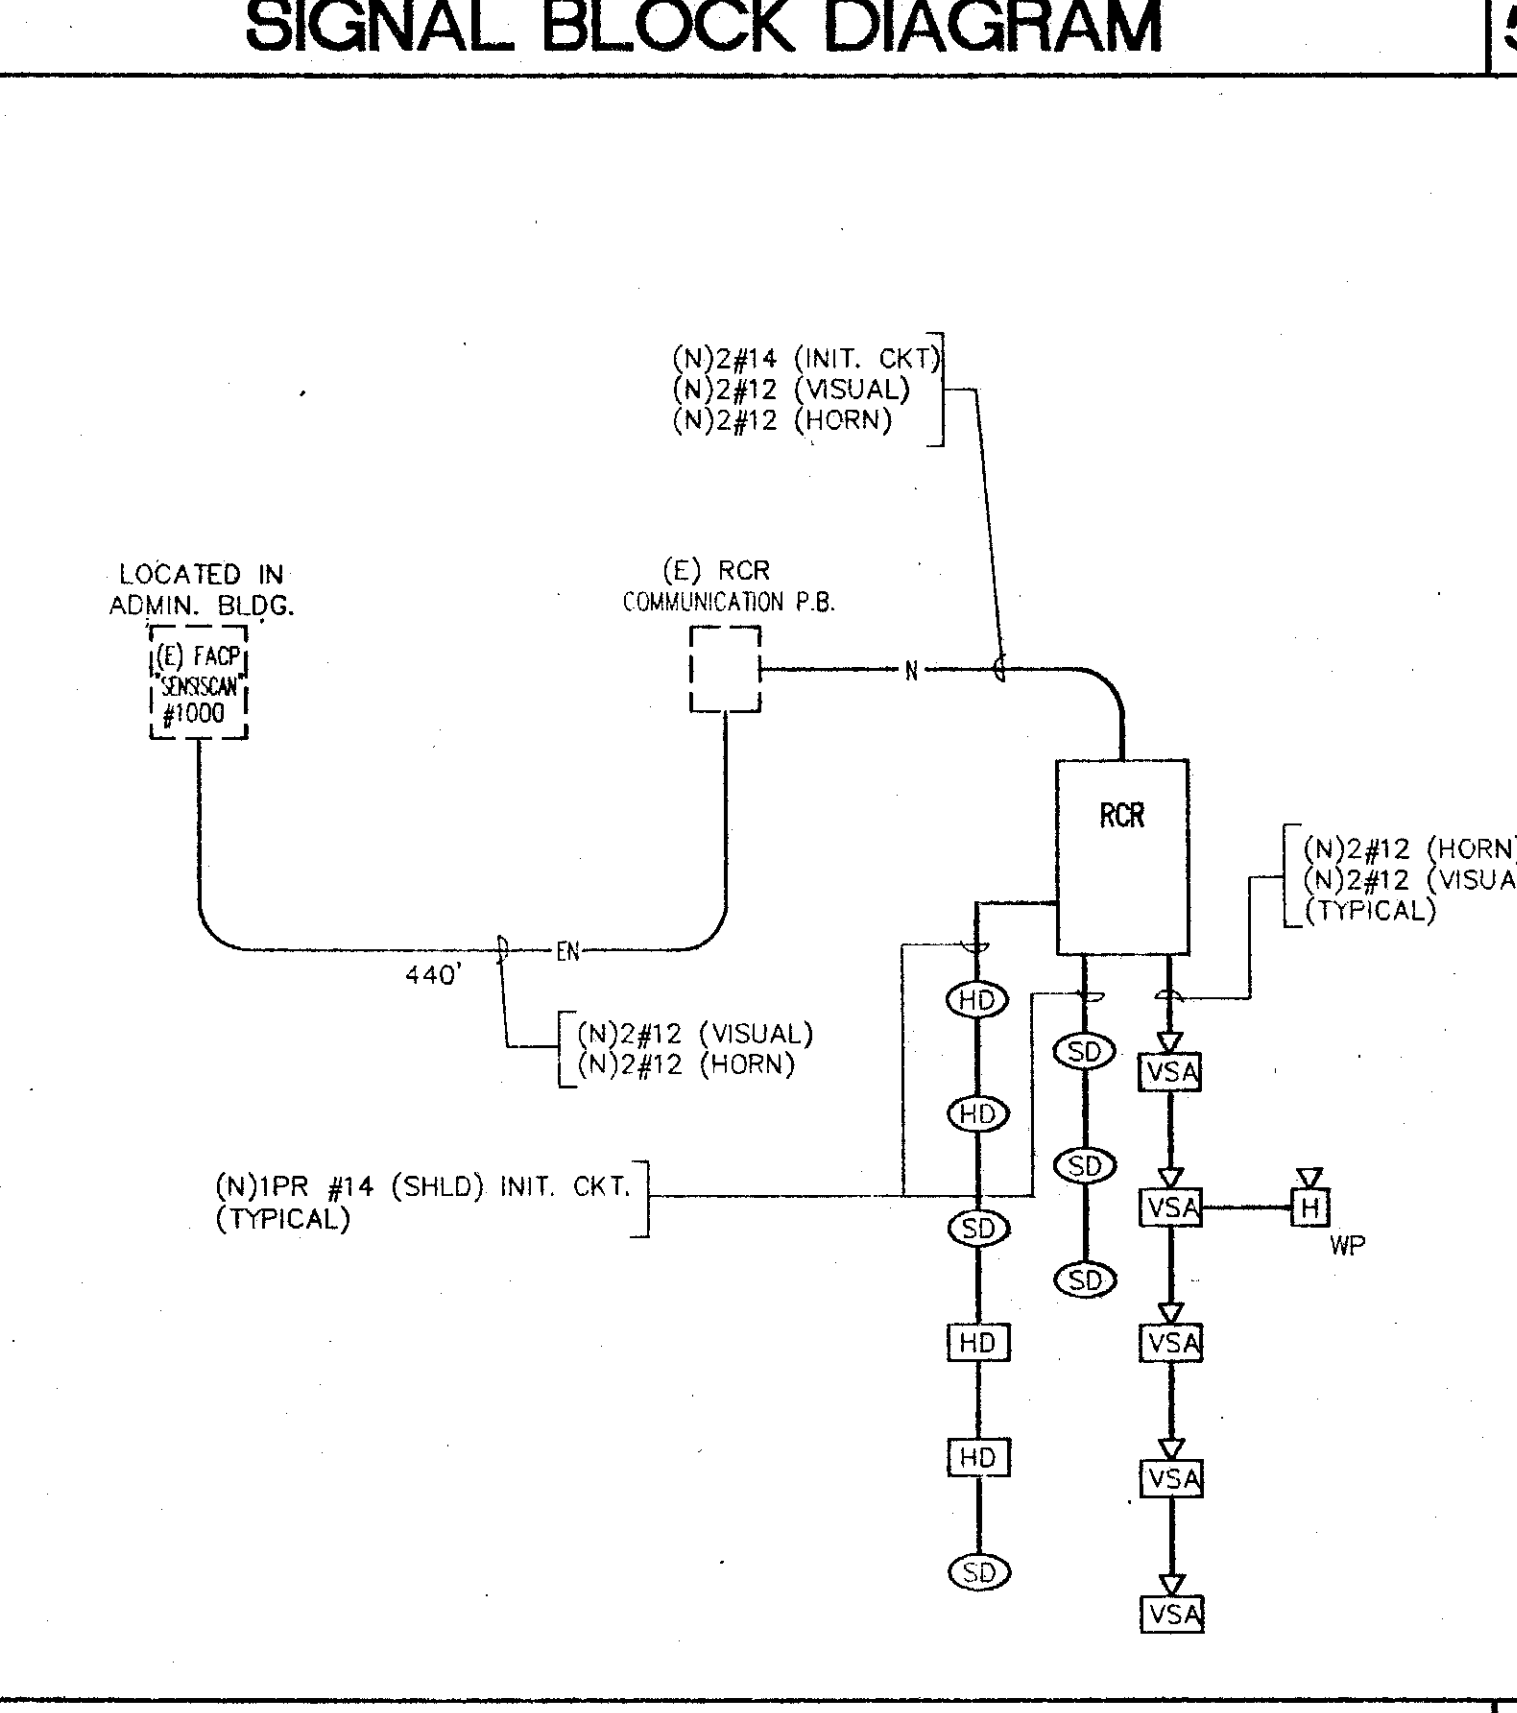 SIGNAL BLOCK DIAGRAM
(N)2#14 (INIT. CKT)
(N)2#12 (VISUAL)
(N)2#12 (HORN)
LOCATED IN
ADMIN. BLDG.
(E) FACP
"SENSISCAN"
#1000
(E) RCR
COMMUNICATION P.B.
N
RCR
(N)2#12 (HORN)
(N)2#12 (VISUA
(TYPICAL)
EN
440'
(N)2#12 (VISUAL)
(N)2#12 (HORN)
HD
SD
VSA
HD
SD
VSA
H
WP
(N)1PR #14 (SHLD) INIT. CKT.
(TYPICAL)
SD
SD
HD
VSA
HD
VSA
SD
VSA